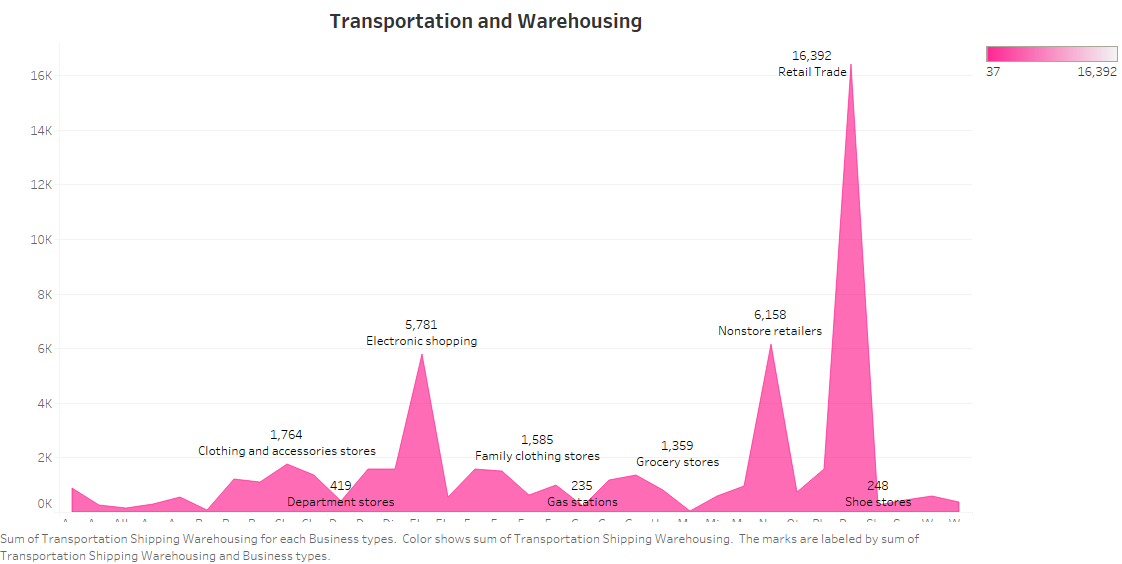 Transportation and Warehousing
16K
14K
12K
10K
8K
6K
4K
2K
0K
16,392
Retail Trade
6,158
Nonstore retailers
5,781
Electronic shopping
1,764
Clothing and accessories stores
1,585
Family clothing stores
1,359
Grocery stores
419
Department stores
235
Gas stations
248
Shoe stores
37 16,392
Sum of Transportation Shipping Warehousing for each Business types. Color shows sum of Transportation Shipping Warehousing. The marks are labeled by sum of
Transportation Shipping Warehousing and Business types.